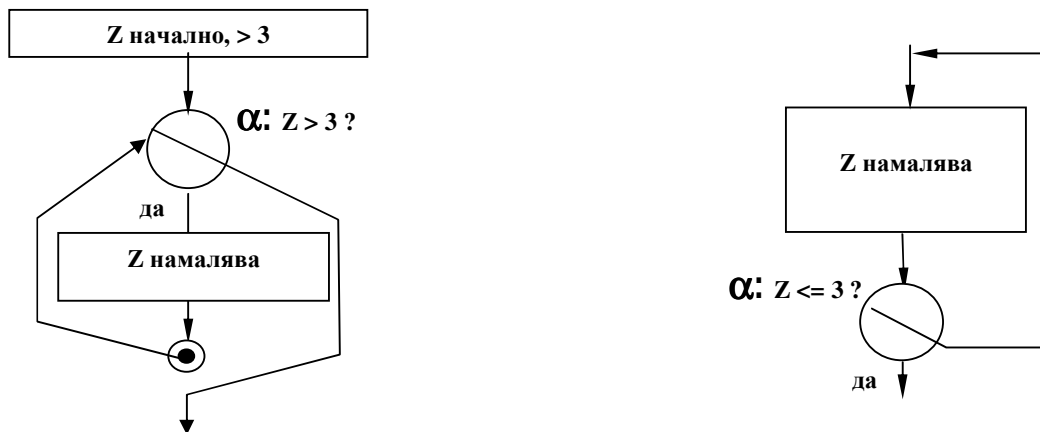 Z начално, > 3
α: Z > 3 ?
да
Z намалява
Z намалява
α: Z <= 3 ?
да